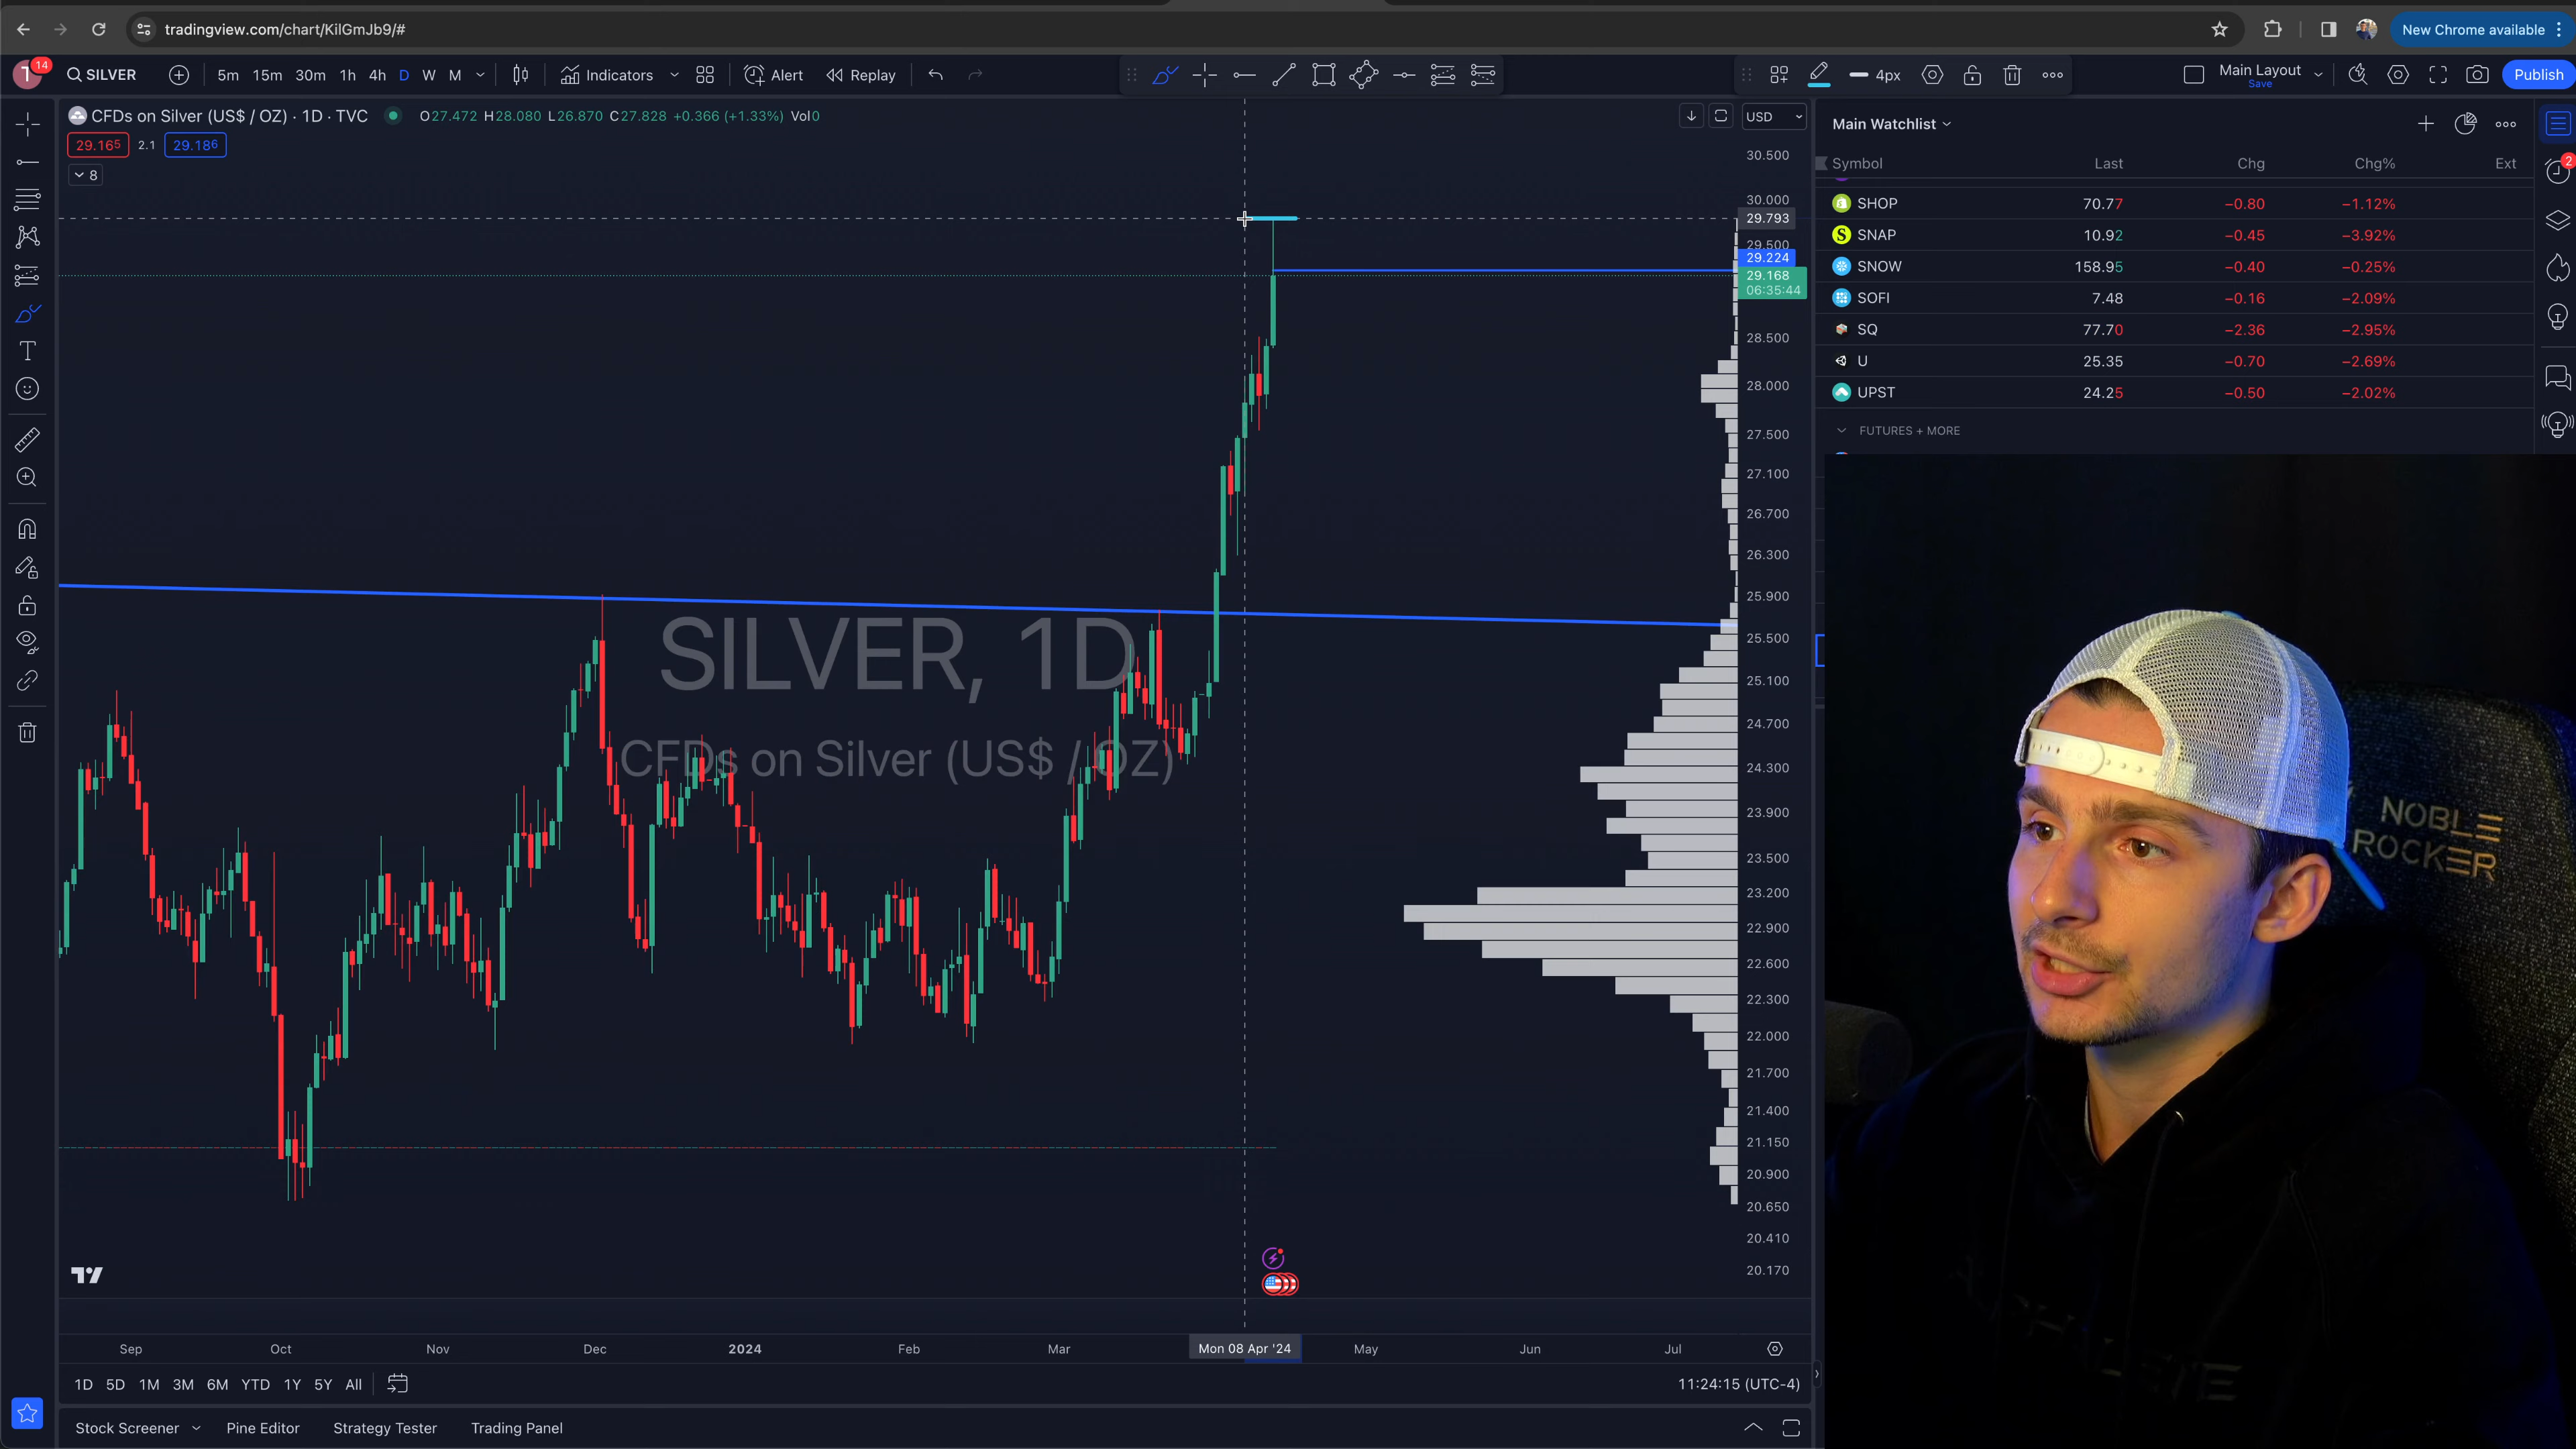 tradingview.com/chart/KilGmJb9/#
New Chrome available
14
SILVER
5m 15m 30m 1h 4h D W M
Indicators
Alert
Replay
4px
Main Layout
Save
Publish
CFDs on Silver (US$ / OZ) · 1D · TVC
O27.472 H28.080 L26.870 C27.828 +0.366 (+1.33%) Vol0
29.165 2.1 29.186
8
USD
30.500
30.000
29.793
29.500
29.224
29.168
06:35:44
28.500
28.000
27.500
27.100
26.700
26.300
25.900
25.500
25.100
24.700
24.300
23.900
23.500
23.200
22.900
22.600
22.300
22.000
21.700
21.400
21.150
20.900
20.650
20.410
20.170
SILVER, 1D
CFDs on Silver (US$ / OZ)
Sep Oct Nov Dec 2024 Feb Mar Mon 08 Apr '24 May Jun Jul
1D 5D 1M 3M 6M YTD 1Y 5Y All
11:24:15 (UTC-4)
Stock Screener Pine Editor Strategy Tester Trading Panel
Main Watchlist
2
Symbol Last Chg Chg% Ext
SHOP 70.77 −0.80 −1.12%
SNAP 10.92 −0.45 −3.92%
SNOW 158.95 −0.40 −0.25%
SOFI 7.48 −0.16 −2.09%
SQ 77.70 −2.36 −2.95%
U 25.35 −0.70 −2.69%
UPST 24.25 −0.50 −2.02%
FUTURES + MORE
NOBLE
ROCKER